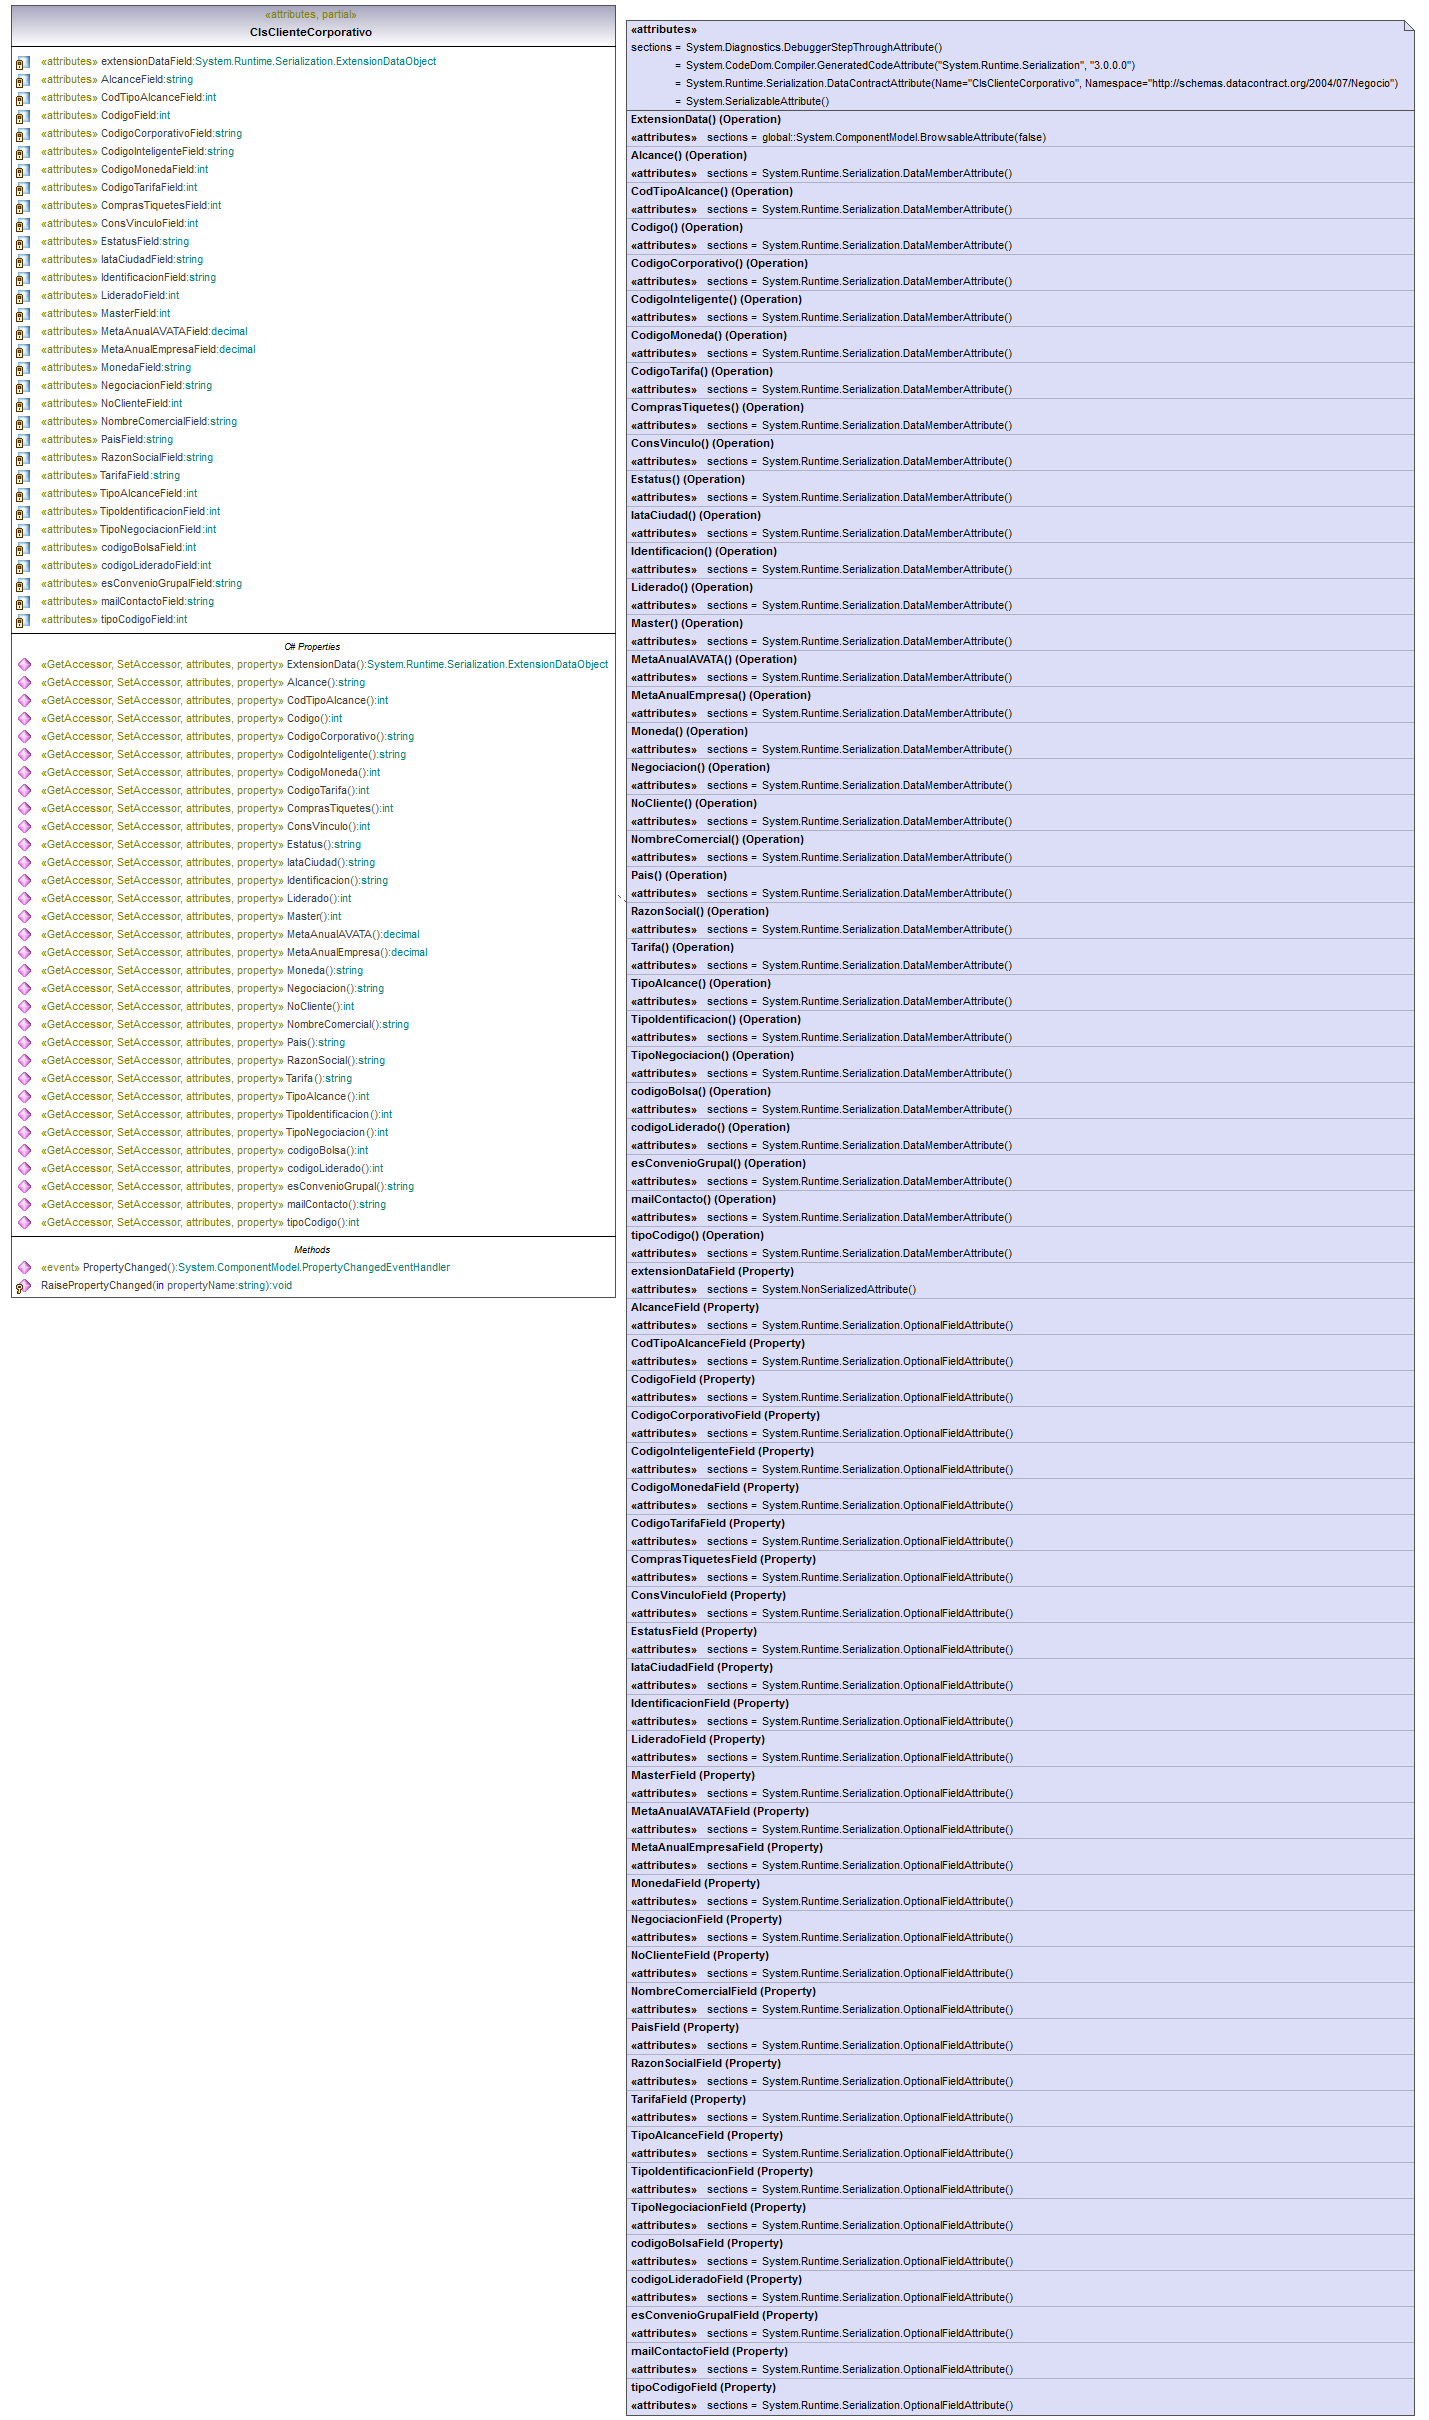 «attributes, partial»
ClsClienteCorporativo
«attributes» extensionDataField:System.Runtime.Serialization.ExtensionDataObject
«attributes» AlcanceField:string
«attributes» CodTipoAlcanceField:int
«attributes» CodigoField:int
«attributes» CodigoCorporativoField:string
«attributes» CodigoInteligenteField:string
«attributes» CodigoMonedaField:int
«attributes» CodigoTarifaField:int
«attributes» ComprasTiquetesField:int
«attributes» ConsVinculoField:int
«attributes» EstatusField:string
«attributes» IataCiudadField:string
«attributes» IdentificacionField:string
«attributes» LideradoField:int
«attributes» MasterField:int
«attributes» MetaAnualAVATAField:decimal
«attributes» MetaAnualEmpresaField:decimal
«attributes» MonedaField:string
«attributes» NegociacionField:string
«attributes» NoClienteField:int
«attributes» NombreComercialField:string
«attributes» PaisField:string
«attributes» RazonSocialField:string
«attributes» TarifaField:string
«attributes» TipoAlcanceField:int
«attributes» TipoIdentificacionField:int
«attributes» TipoNegociacionField:int
«attributes» codigoBolsaField:int
«attributes» codigoLideradoField:int
«attributes» esConvenioGrupalField:string
«attributes» mailContactoField:string
«attributes» tipoCodigoField:int
C# Properties
«GetAccessor, SetAccessor, attributes, property» ExtensionData():System.Runtime.Serialization.ExtensionDataObject
«GetAccessor, SetAccessor, attributes, property» Alcance():string
«GetAccessor, SetAccessor, attributes, property» CodTipoAlcance():int
«GetAccessor, SetAccessor, attributes, property» Codigo():int
«GetAccessor, SetAccessor, attributes, property» CodigoCorporativo():string
«GetAccessor, SetAccessor, attributes, property» CodigoInteligente():string
«GetAccessor, SetAccessor, attributes, property» CodigoMoneda():int
«GetAccessor, SetAccessor, attributes, property» CodigoTarifa():int
«GetAccessor, SetAccessor, attributes, property» ComprasTiquetes():int
«GetAccessor, SetAccessor, attributes, property» ConsVinculo():int
«GetAccessor, SetAccessor, attributes, property» Estatus():string
«GetAccessor, SetAccessor, attributes, property» IataCiudad():string
«GetAccessor, SetAccessor, attributes, property» Identificacion():string
«GetAccessor, SetAccessor, attributes, property» Liderado():int
«GetAccessor, SetAccessor, attributes, property» Master():int
«GetAccessor, SetAccessor, attributes, property» MetaAnualAVATA():decimal
«GetAccessor, SetAccessor, attributes, property» MetaAnualEmpresa():decimal
«GetAccessor, SetAccessor, attributes, property» Moneda():string
«GetAccessor, SetAccessor, attributes, property» Negociacion():string
«GetAccessor, SetAccessor, attributes, property» NoCliente():int
«GetAccessor, SetAccessor, attributes, property» NombreComercial():string
«GetAccessor, SetAccessor, attributes, property» Pais():string
«GetAccessor, SetAccessor, attributes, property» RazonSocial():string
«GetAccessor, SetAccessor, attributes, property» Tarifa():string
«GetAccessor, SetAccessor, attributes, property» TipoAlcance():int
«GetAccessor, SetAccessor, attributes, property» TipoIdentificacion():int
«GetAccessor, SetAccessor, attributes, property» TipoNegociacion():int
«GetAccessor, SetAccessor, attributes, property» codigoBolsa():int
«GetAccessor, SetAccessor, attributes, property» codigoLiderado():int
«GetAccessor, SetAccessor, attributes, property» esConvenioGrupal():string
«GetAccessor, SetAccessor, attributes, property» mailContacto():string
«GetAccessor, SetAccessor, attributes, property» tipoCodigo():int
Methods
«event» PropertyChanged():System.ComponentModel.PropertyChangedEventHandler
RaisePropertyChanged(in propertyName:string):void
«attributes»
sections = System.Diagnostics.DebuggerStepThroughAttribute()
= System.CodeDom.Compiler.GeneratedCodeAttribute("System.Runtime.Serialization", "3.0.0.0")
= System.Runtime.Serialization.DataContractAttribute(Name="ClsClienteCorporativo", Namespace="http://schemas.datacontract.org/2004/07/Negocio")
= System.SerializableAttribute()
ExtensionData() (Operation)
«attributes» sections = global::System.ComponentModel.BrowsableAttribute(false)
Alcance() (Operation)
«attributes» sections = System.Runtime.Serialization.DataMemberAttribute()
CodTipoAlcance() (Operation)
«attributes» sections = System.Runtime.Serialization.DataMemberAttribute()
Codigo() (Operation)
«attributes» sections = System.Runtime.Serialization.DataMemberAttribute()
CodigoCorporativo() (Operation)
«attributes» sections = System.Runtime.Serialization.DataMemberAttribute()
CodigoInteligente() (Operation)
«attributes» sections = System.Runtime.Serialization.DataMemberAttribute()
CodigoMoneda() (Operation)
«attributes» sections = System.Runtime.Serialization.DataMemberAttribute()
CodigoTarifa() (Operation)
«attributes» sections = System.Runtime.Serialization.DataMemberAttribute()
ComprasTiquetes() (Operation)
«attributes» sections = System.Runtime.Serialization.DataMemberAttribute()
ConsVinculo() (Operation)
«attributes» sections = System.Runtime.Serialization.DataMemberAttribute()
Estatus() (Operation)
«attributes» sections = System.Runtime.Serialization.DataMemberAttribute()
IataCiudad() (Operation)
«attributes» sections = System.Runtime.Serialization.DataMemberAttribute()
Identificacion() (Operation)
«attributes» sections = System.Runtime.Serialization.DataMemberAttribute()
Liderado() (Operation)
«attributes» sections = System.Runtime.Serialization.DataMemberAttribute()
Master() (Operation)
«attributes» sections = System.Runtime.Serialization.DataMemberAttribute()
MetaAnualAVATA() (Operation)
«attributes» sections = System.Runtime.Serialization.DataMemberAttribute()
MetaAnualEmpresa() (Operation)
«attributes» sections = System.Runtime.Serialization.DataMemberAttribute()
Moneda() (Operation)
«attributes» sections = System.Runtime.Serialization.DataMemberAttribute()
Negociacion() (Operation)
«attributes» sections = System.Runtime.Serialization.DataMemberAttribute()
NoCliente() (Operation)
«attributes» sections = System.Runtime.Serialization.DataMemberAttribute()
NombreComercial() (Operation)
«attributes» sections = System.Runtime.Serialization.DataMemberAttribute()
Pais() (Operation)
«attributes» sections = System.Runtime.Serialization.DataMemberAttribute()
RazonSocial() (Operation)
«attributes» sections = System.Runtime.Serialization.DataMemberAttribute()
Tarifa() (Operation)
«attributes» sections = System.Runtime.Serialization.DataMemberAttribute()
TipoAlcance() (Operation)
«attributes» sections = System.Runtime.Serialization.DataMemberAttribute()
TipoIdentificacion() (Operation)
«attributes» sections = System.Runtime.Serialization.DataMemberAttribute()
TipoNegociacion() (Operation)
«attributes» sections = System.Runtime.Serialization.DataMemberAttribute()
codigoBolsa() (Operation)
«attributes» sections = System.Runtime.Serialization.DataMemberAttribute()
codigoLiderado() (Operation)
«attributes» sections = System.Runtime.Serialization.DataMemberAttribute()
esConvenioGrupal() (Operation)
«attributes» sections = System.Runtime.Serialization.DataMemberAttribute()
mailContacto() (Operation)
«attributes» sections = System.Runtime.Serialization.DataMemberAttribute()
tipoCodigo() (Operation)
«attributes» sections = System.Runtime.Serialization.DataMemberAttribute()
extensionDataField (Property)
«attributes» sections = System.NonSerializedAttribute()
AlcanceField (Property)
«attributes» sections = System.Runtime.Serialization.OptionalFieldAttribute()
CodTipoAlcanceField (Property)
«attributes» sections = System.Runtime.Serialization.OptionalFieldAttribute()
CodigoField (Property)
«attributes» sections = System.Runtime.Serialization.OptionalFieldAttribute()
CodigoCorporativoField (Property)
«attributes» sections = System.Runtime.Serialization.OptionalFieldAttribute()
CodigoInteligenteField (Property)
«attributes» sections = System.Runtime.Serialization.OptionalFieldAttribute()
CodigoMonedaField (Property)
«attributes» sections = System.Runtime.Serialization.OptionalFieldAttribute()
CodigoTarifaField (Property)
«attributes» sections = System.Runtime.Serialization.OptionalFieldAttribute()
ComprasTiquetesField (Property)
«attributes» sections = System.Runtime.Serialization.OptionalFieldAttribute()
ConsVinculoField (Property)
«attributes» sections = System.Runtime.Serialization.OptionalFieldAttribute()
EstatusField (Property)
«attributes» sections = System.Runtime.Serialization.OptionalFieldAttribute()
IataCiudadField (Property)
«attributes» sections = System.Runtime.Serialization.OptionalFieldAttribute()
IdentificacionField (Property)
«attributes» sections = System.Runtime.Serialization.OptionalFieldAttribute()
LideradoField (Property)
«attributes» sections = System.Runtime.Serialization.OptionalFieldAttribute()
MasterField (Property)
«attributes» sections = System.Runtime.Serialization.OptionalFieldAttribute()
MetaAnualAVATAField (Property)
«attributes» sections = System.Runtime.Serialization.OptionalFieldAttribute()
MetaAnualEmpresaField (Property)
«attributes» sections = System.Runtime.Serialization.OptionalFieldAttribute()
MonedaField (Property)
«attributes» sections = System.Runtime.Serialization.OptionalFieldAttribute()
NegociacionField (Property)
«attributes» sections = System.Runtime.Serialization.OptionalFieldAttribute()
NoClienteField (Property)
«attributes» sections = System.Runtime.Serialization.OptionalFieldAttribute()
NombreComercialField (Property)
«attributes» sections = System.Runtime.Serialization.OptionalFieldAttribute()
PaisField (Property)
«attributes» sections = System.Runtime.Serialization.OptionalFieldAttribute()
RazonSocialField (Property)
«attributes» sections = System.Runtime.Serialization.OptionalFieldAttribute()
TarifaField (Property)
«attributes» sections = System.Runtime.Serialization.OptionalFieldAttribute()
TipoAlcanceField (Property)
«attributes» sections = System.Runtime.Serialization.OptionalFieldAttribute()
TipoIdentificacionField (Property)
«attributes» sections = System.Runtime.Serialization.OptionalFieldAttribute()
TipoNegociacionField (Property)
«attributes» sections = System.Runtime.Serialization.OptionalFieldAttribute()
codigoBolsaField (Property)
«attributes» sections = System.Runtime.Serialization.OptionalFieldAttribute()
codigoLideradoField (Property)
«attributes» sections = System.Runtime.Serialization.OptionalFieldAttribute()
esConvenioGrupalField (Property)
«attributes» sections = System.Runtime.Serialization.OptionalFieldAttribute()
mailContactoField (Property)
«attributes» sections = System.Runtime.Serialization.OptionalFieldAttribute()
tipoCodigoField (Property)
«attributes» sections = System.Runtime.Serialization.OptionalFieldAttribute()